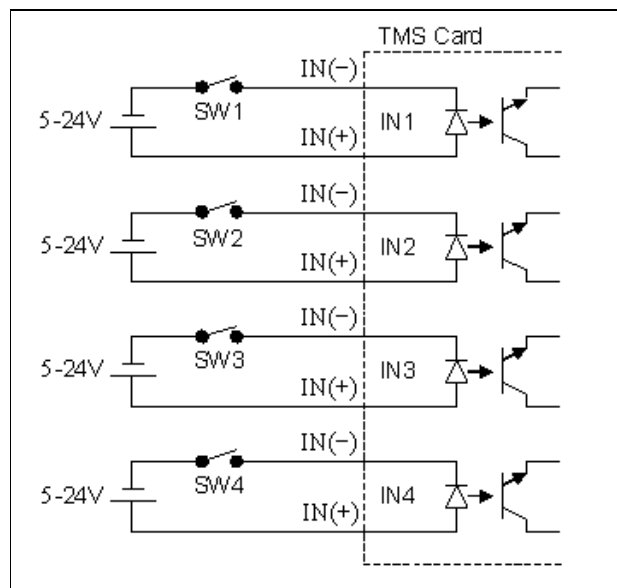 TMS Card
IN(−)
SW1
5-24V
IN(+)
IN1
IN(−)
SW2
5-24V
IN(+)
IN2
IN(−)
SW3
5-24V
IN(+)
IN3
IN(−)
SW4
5-24V
IN(+)
IN4